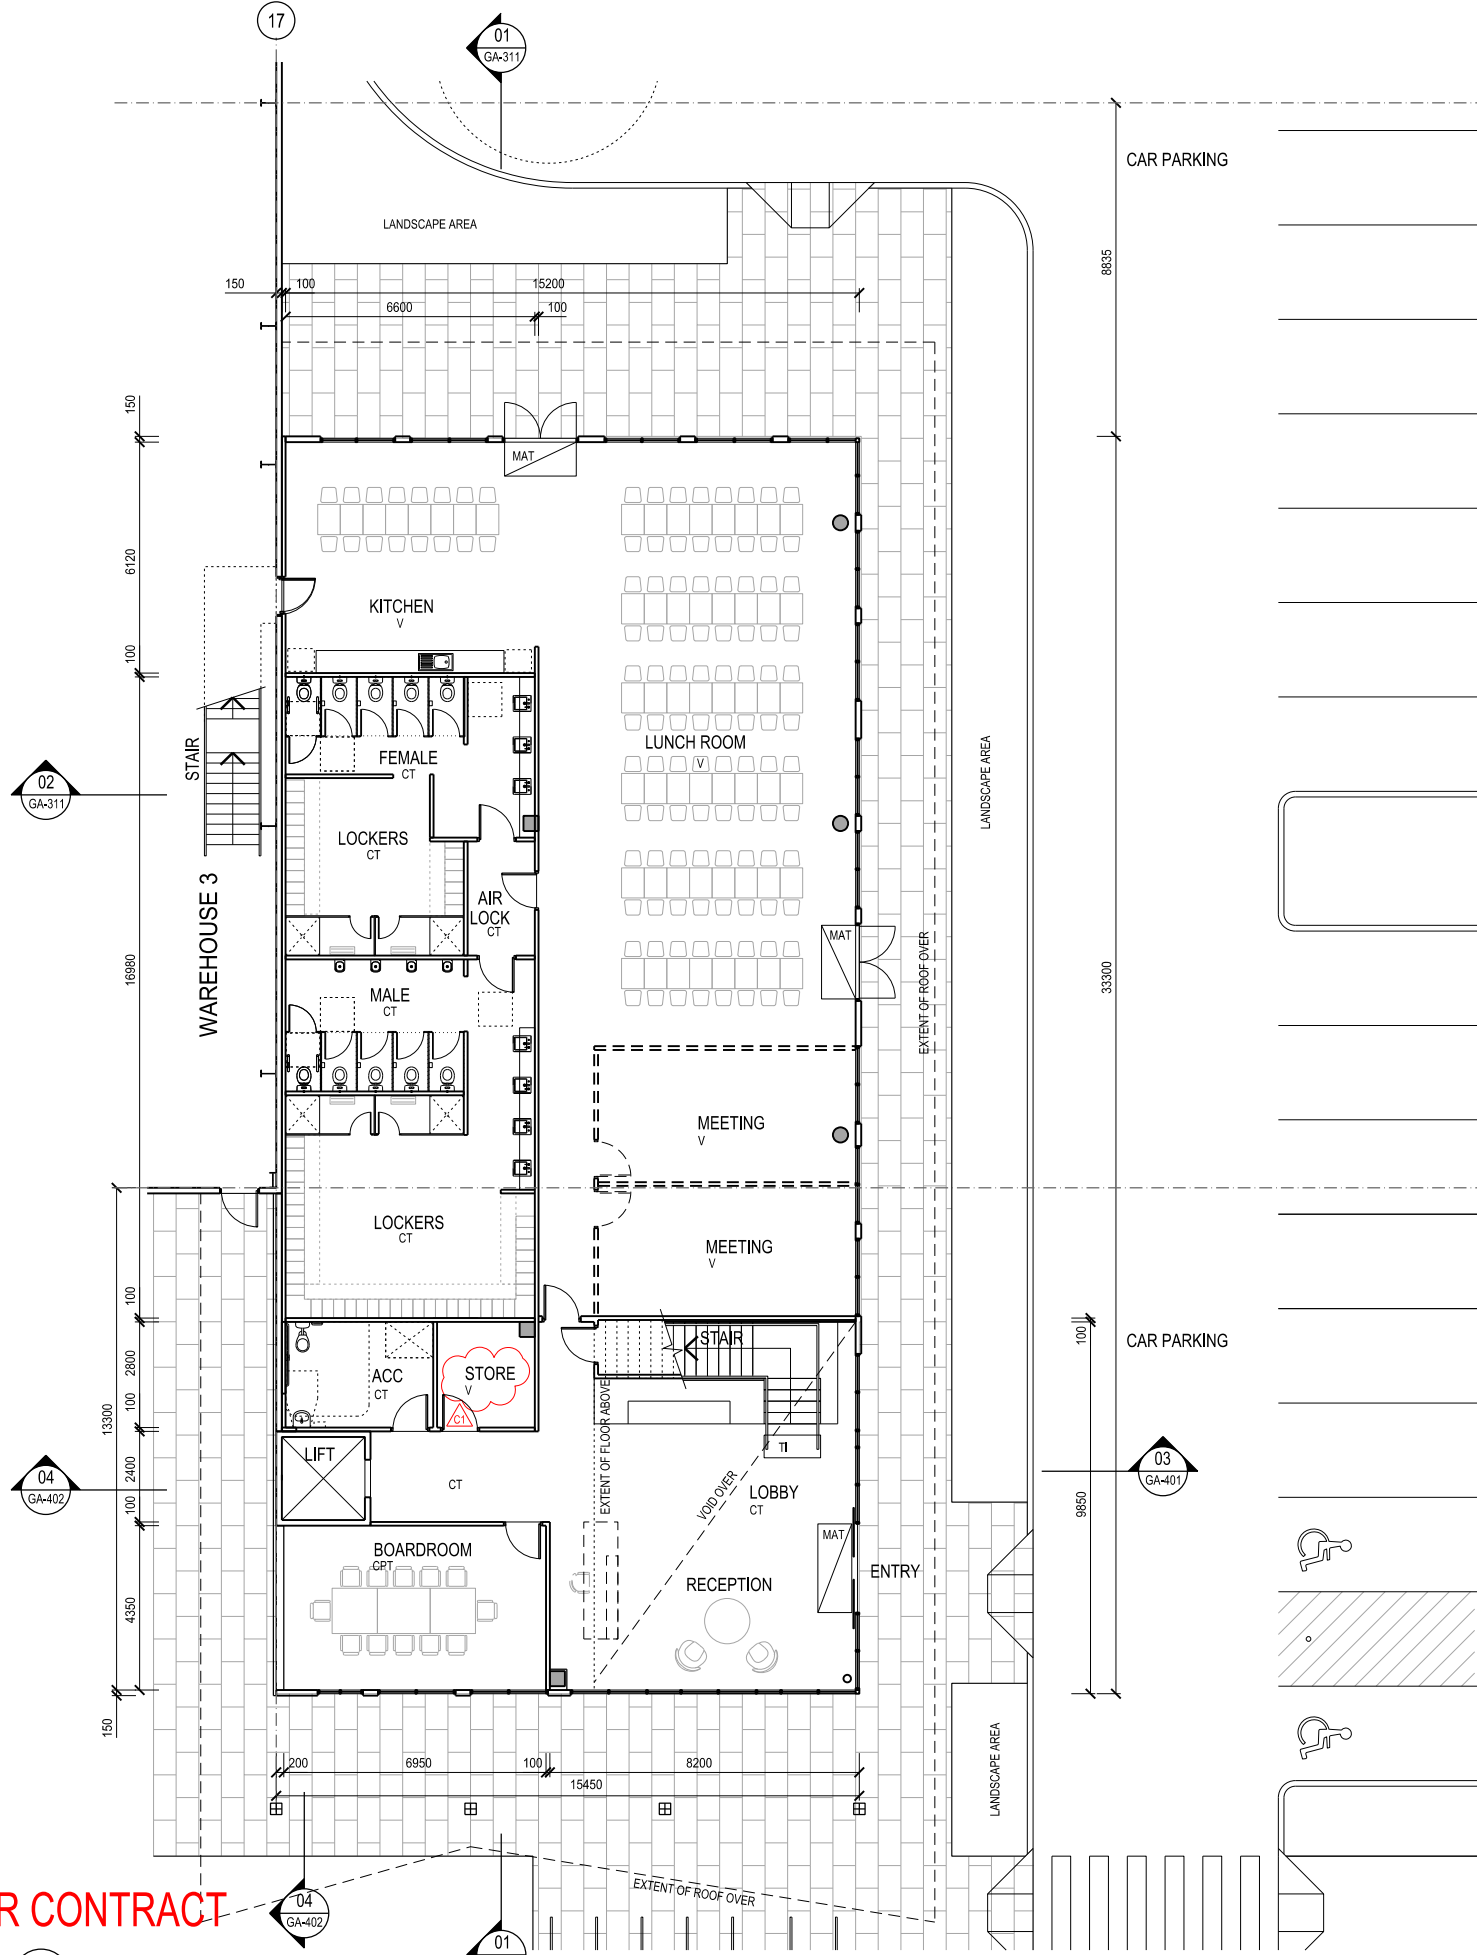 17
01
GA-311
CAR PARKING
LANDSCAPE AREA
8835
150
100
15200
6600
100
150
MAT
6120
KITCHEN
V
100
STAIR
FEMALE
CT
LUNCH ROOM
V
LANDSCAPE AREA
02
GA-311
LOCKERS
CT
WAREHOUSE 3
AIR
LOCK
CT
MAT
EXTENT OF ROOF OVER
16980
MALE
CT
33300
MEETING
V
LOCKERS
CT
MEETING
V
100
STAIR
100
CAR PARKING
2800
ACC
CT
STORE
V
C1
100
13300
EXTENT OF FLOOR ABOVE
LIFT
TI
03
GA-401
04
GA-402
2400
CT
VOID OVER
LOBBY
CT
9850
100
MAT
BOARDROOM
CPT
ENTRY
RECEPTION
4350
150
LANDSCAPE AREA
200
6950
100
8200
15450
EXTENT OF ROOF OVER
R CONTRACT
04
GA-402
01